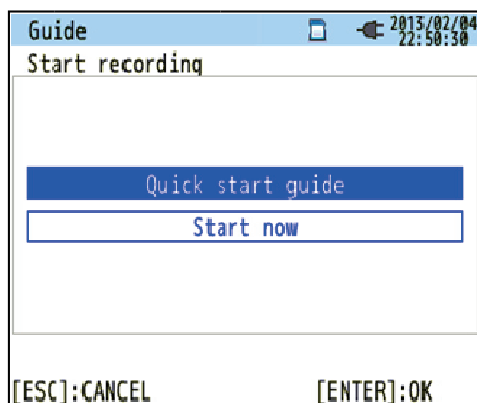 Guide 2013/02/04
22:50:30
Start recording
Quick start guide
Start now
[ESC]:CANCEL [ENTER]:OK